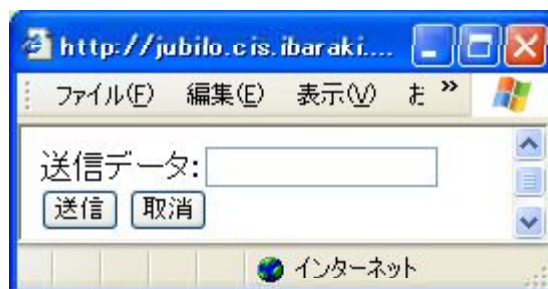 http://jubilo.cis.ibaraki....
ファイル(F) 編集(E) 表示(V) お »
送信データ:
送信 取消
インターネット